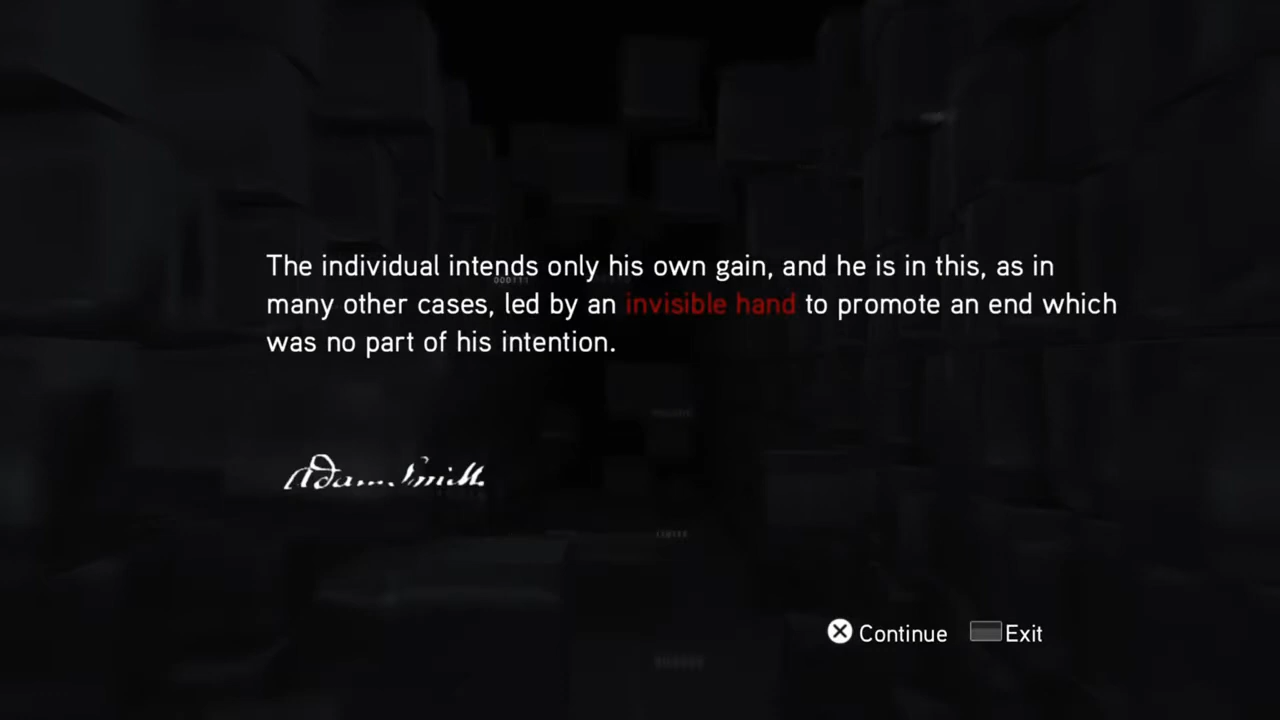 The individual intends only his own gain, and he is in this, as in
many other cases, led by an invisible hand to promote an end which
was no part of his intention.
Adam Smith
Continue Exit